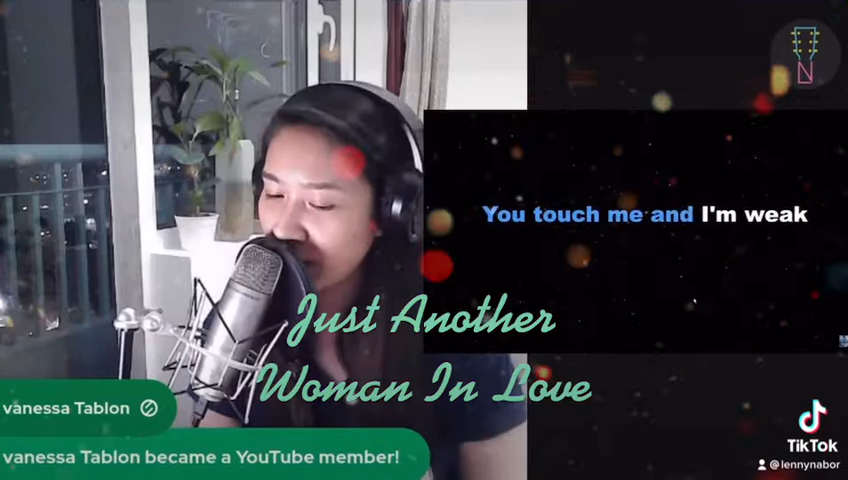 N
You touch me and I'm weak
Just Another
Woman In Love
vanessa Tablon
vanessa Tablon became a YouTube member!
TikTok
@lennynabor